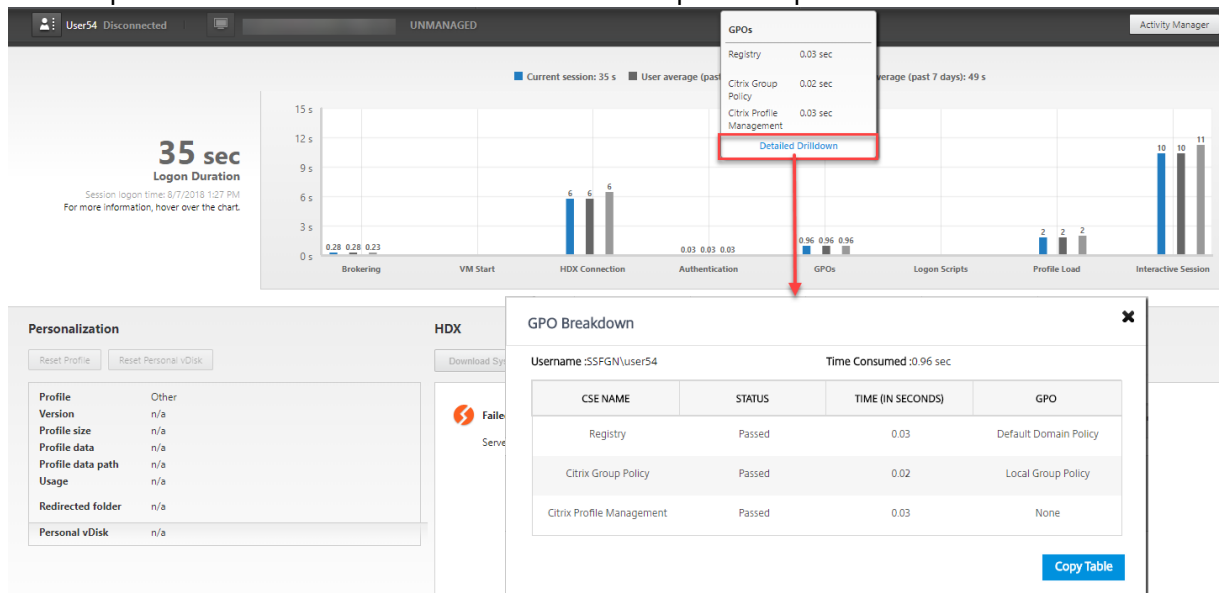 User54 Disconnected
UNMANAGED
Activity Manager
GPOs
Registry 0.03 sec
Citrix Group Policy 0.02 sec
Citrix Profile Management 0.03 sec
Detailed Drilldown
Current session: 35 s
User average (past
verage (past 7 days): 49 s
35 sec
Logon Duration
Session logon time: 8/7/2018 1:27 PM
For more information, hover over the chart.
15 s
12 s
9 s
6 s
3 s
0 s
0.28 0.28 0.23
6 6 6
0.03 0.03 0.03
0.96 0.96 0.96
2 2 2
10 10 11
Brokering VM Start HDX Connection Authentication GPOs Logon Scripts Profile Load Interactive Session
Personalization
Reset Profile Reset Personal vDisk
Profile Other
Version n/a
Profile size n/a
Profile data n/a
Profile data path n/a
Usage n/a
Redirected folder n/a
Personal vDisk n/a
HDX
Download Sy
Faile
Serve
GPO Breakdown
Username :SSFGN\user54 Time Consumed :0.96 sec
CSE NAME STATUS TIME (IN SECONDS) GPO
Registry Passed 0.03 Default Domain Policy
Citrix Group Policy Passed 0.02 Local Group Policy
Citrix Profile Management Passed 0.03 None
Copy Table